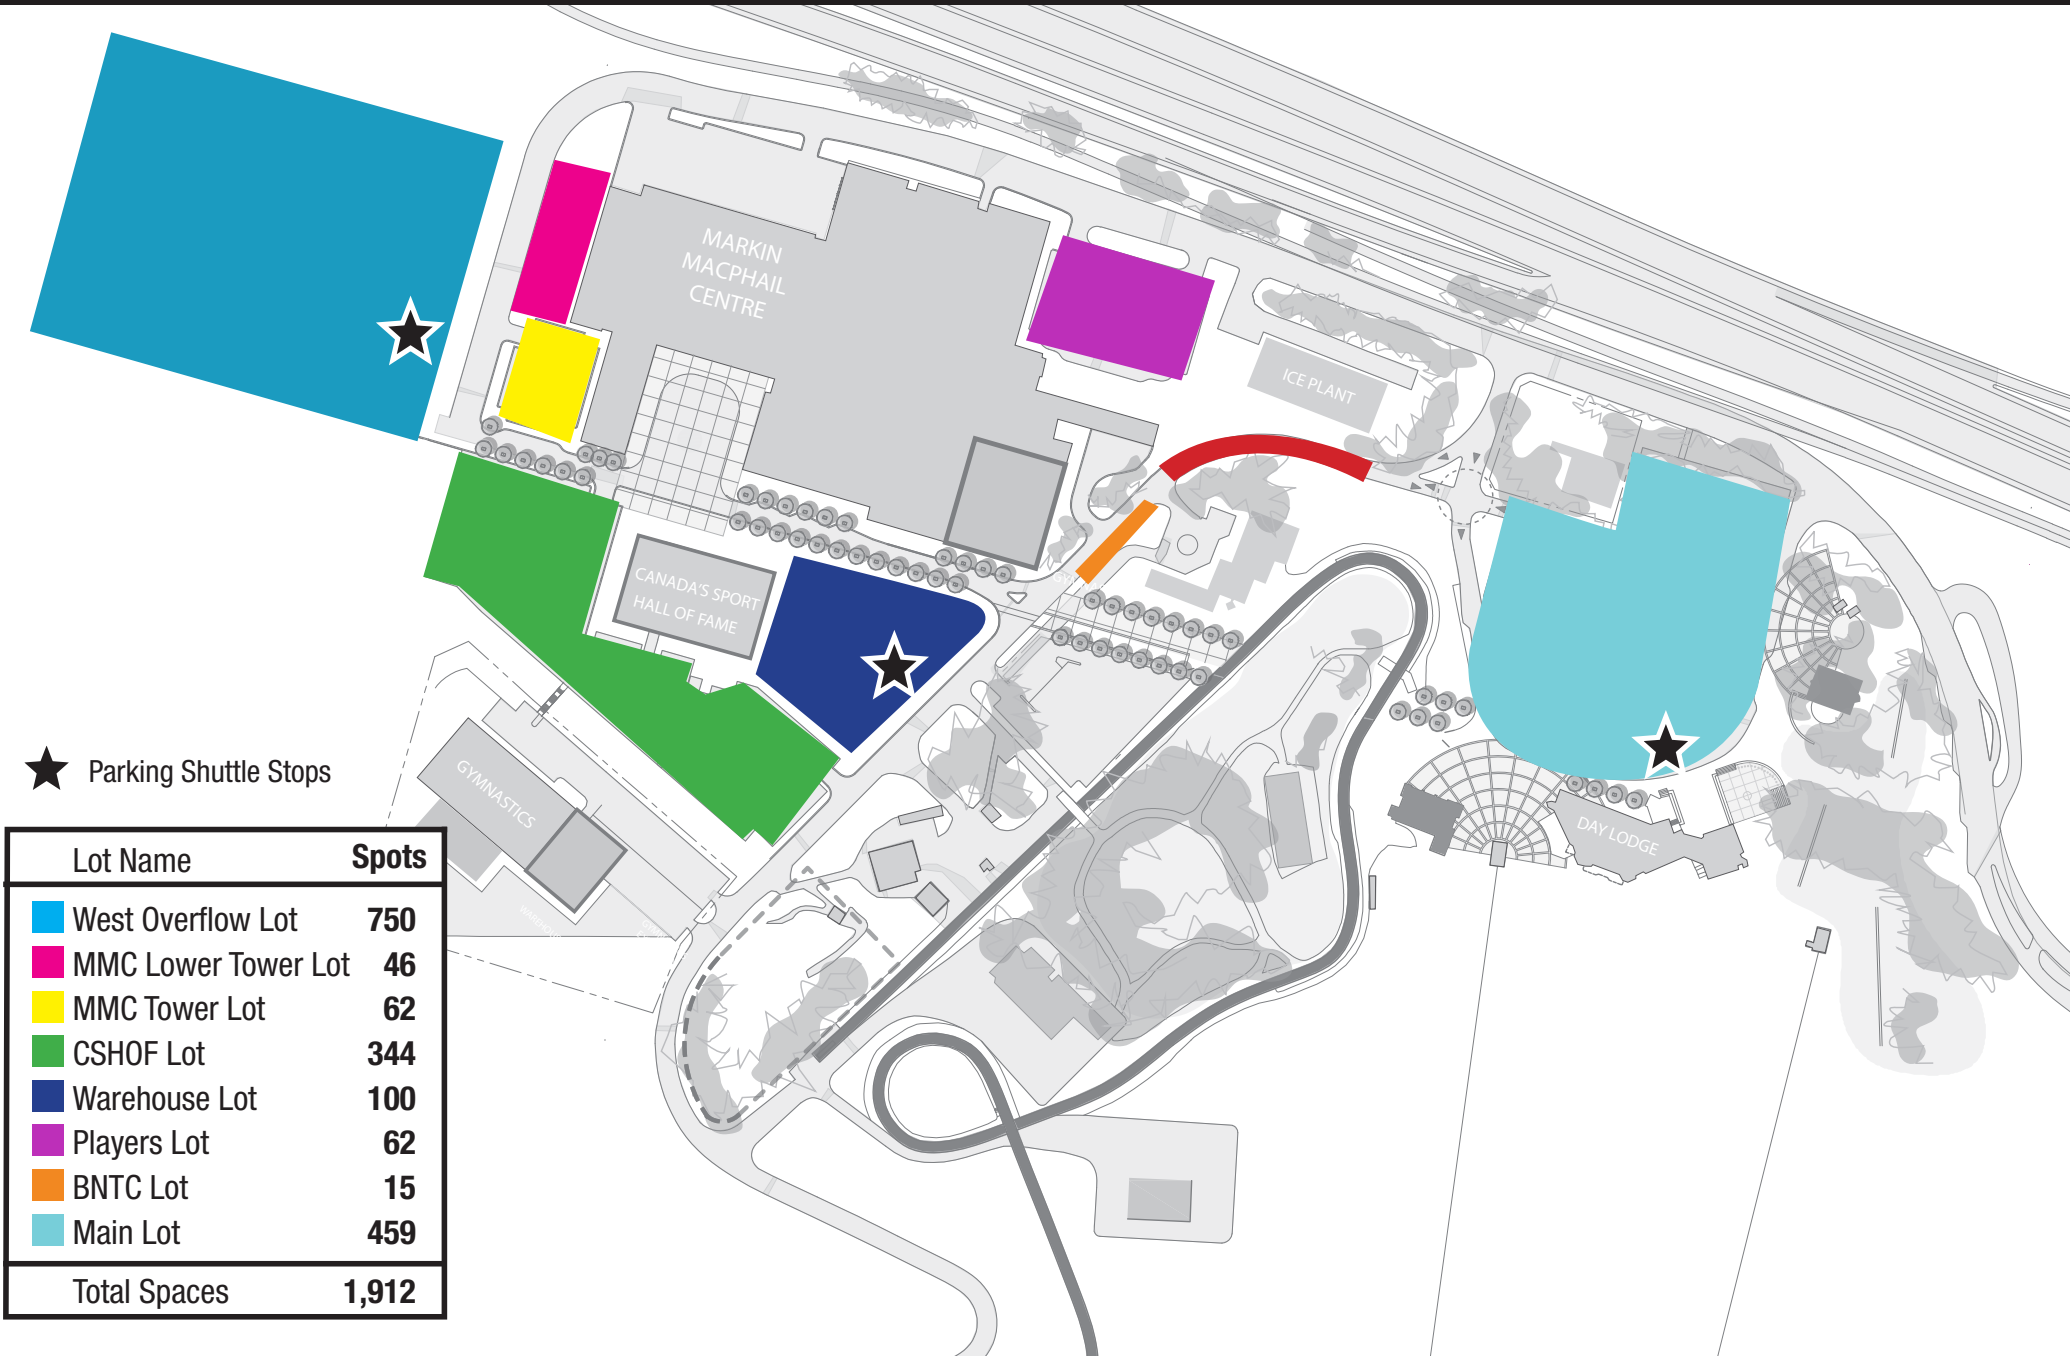 MARKIN
MACPHAIL
CENTRE
ICE PLANT
CANADA'S SPORT
HALL OF FAME
GYMNASTICS
DAY LODGE
Parking Shuttle Stops
Lot Name Spots
West Overflow Lot 750
MMC Lower Tower Lot 46
MMC Tower Lot 62
CSHOF Lot 344
Warehouse Lot 100
Players Lot 62
BNTC Lot 15
Main Lot 459
Total Spaces 1,912